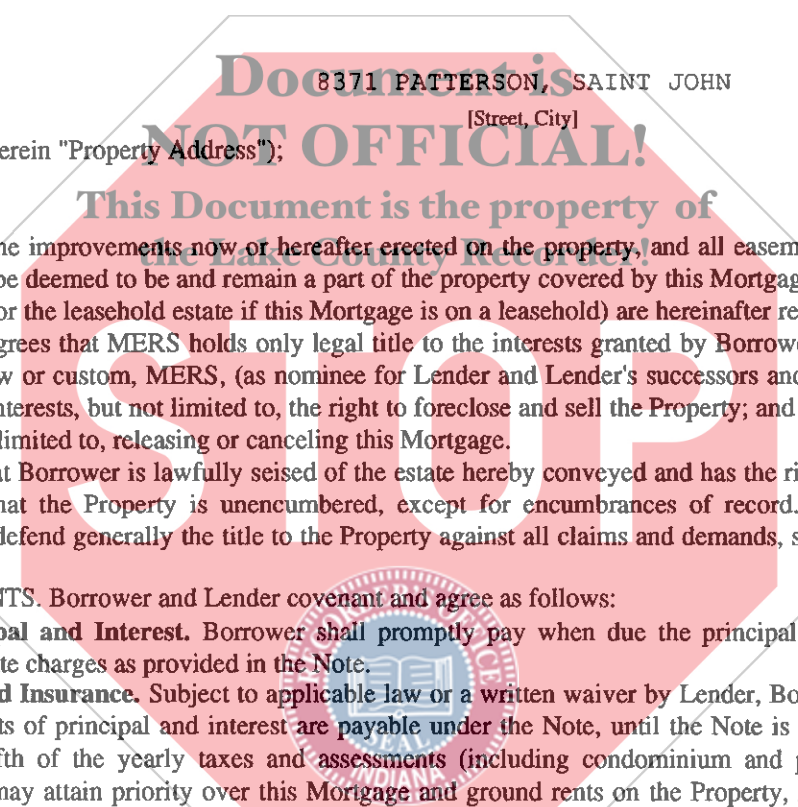 Document is
8371 PATTERSON, SAINT JOHN
[Street, City]
NOT OFFICIAL!
erein "Property Address");
This Document is the property of
the Lake County Recorder!
ne improvements now or hereafter erected on the property, and all easem
be deemed to be and remain a part of the property covered by this Mortgag
or the leasehold estate if this Mortgage is on a leasehold) are hereinafter re
grees that MERS holds only legal title to the interests granted by Borrowe
w or custom, MERS, (as nominee for Lender and Lender's successors and
nterests, but not limited to, the right to foreclose and sell the Property; and
limited to, releasing or canceling this Mortgage.
STOP
at Borrower is lawfully seised of the estate hereby conveyed and has the ri
hat the Property is unencumbered, except for encumbrances of record.
defend generally the title to the Property against all claims and demands, s
NTS. Borrower and Lender covenant and agree as follows:
pal and Interest. Borrower shall promptly pay when due the principal
te charges as provided in the Note.
d Insurance. Subject to applicable law or a written waiver by Lender, Bo
ts of principal and interest are payable under the Note, until the Note is
fth of the yearly taxes and assessments (including condominium and p
may attain priority over this Mortgage and ground rents on the Property,
SEAL
INDIANA